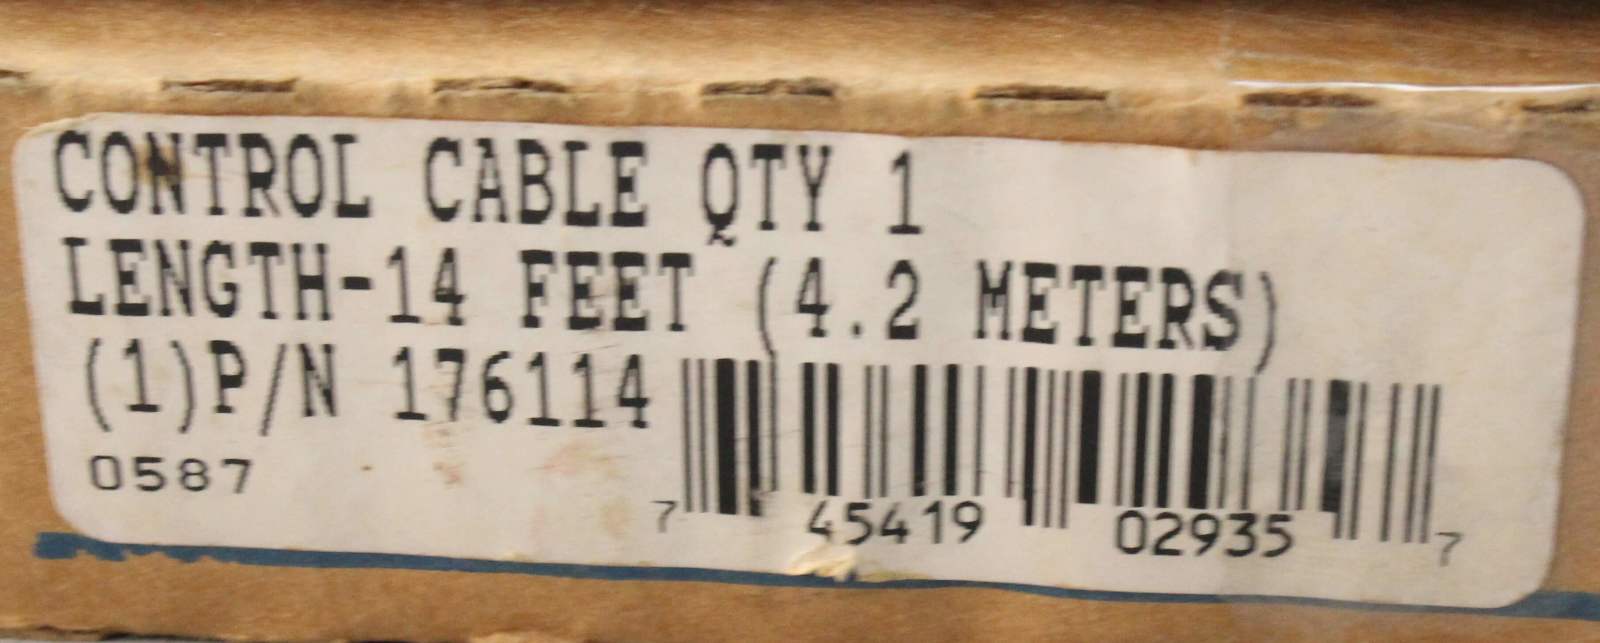 CONTROL CABLE QTY 1
LENGTH-14 FEET (4.2 METERS)
(1)P/N 176114
0587
7 45419 02935 7